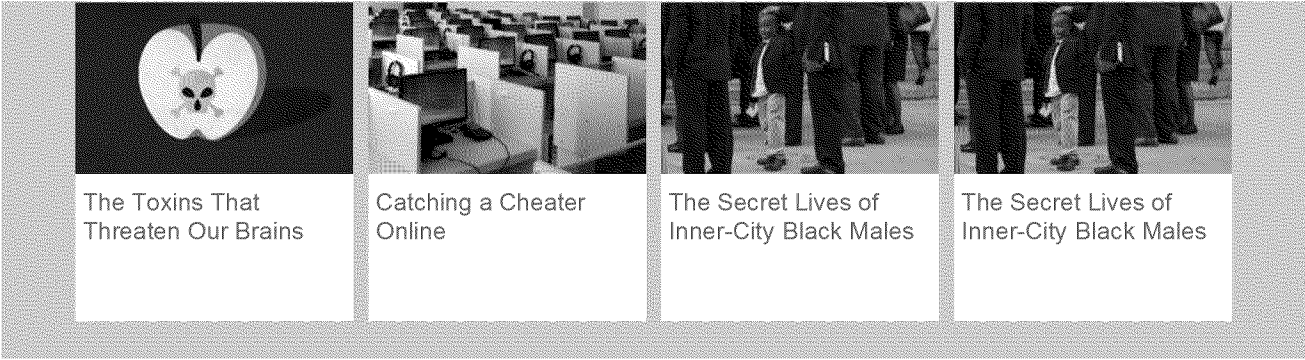 The Toxins That
Threaten Our Brains
Catching a Cheater
Online
The Secret Lives of
Inner-City Black Males
The Secret Lives of
Inner-City Black Males